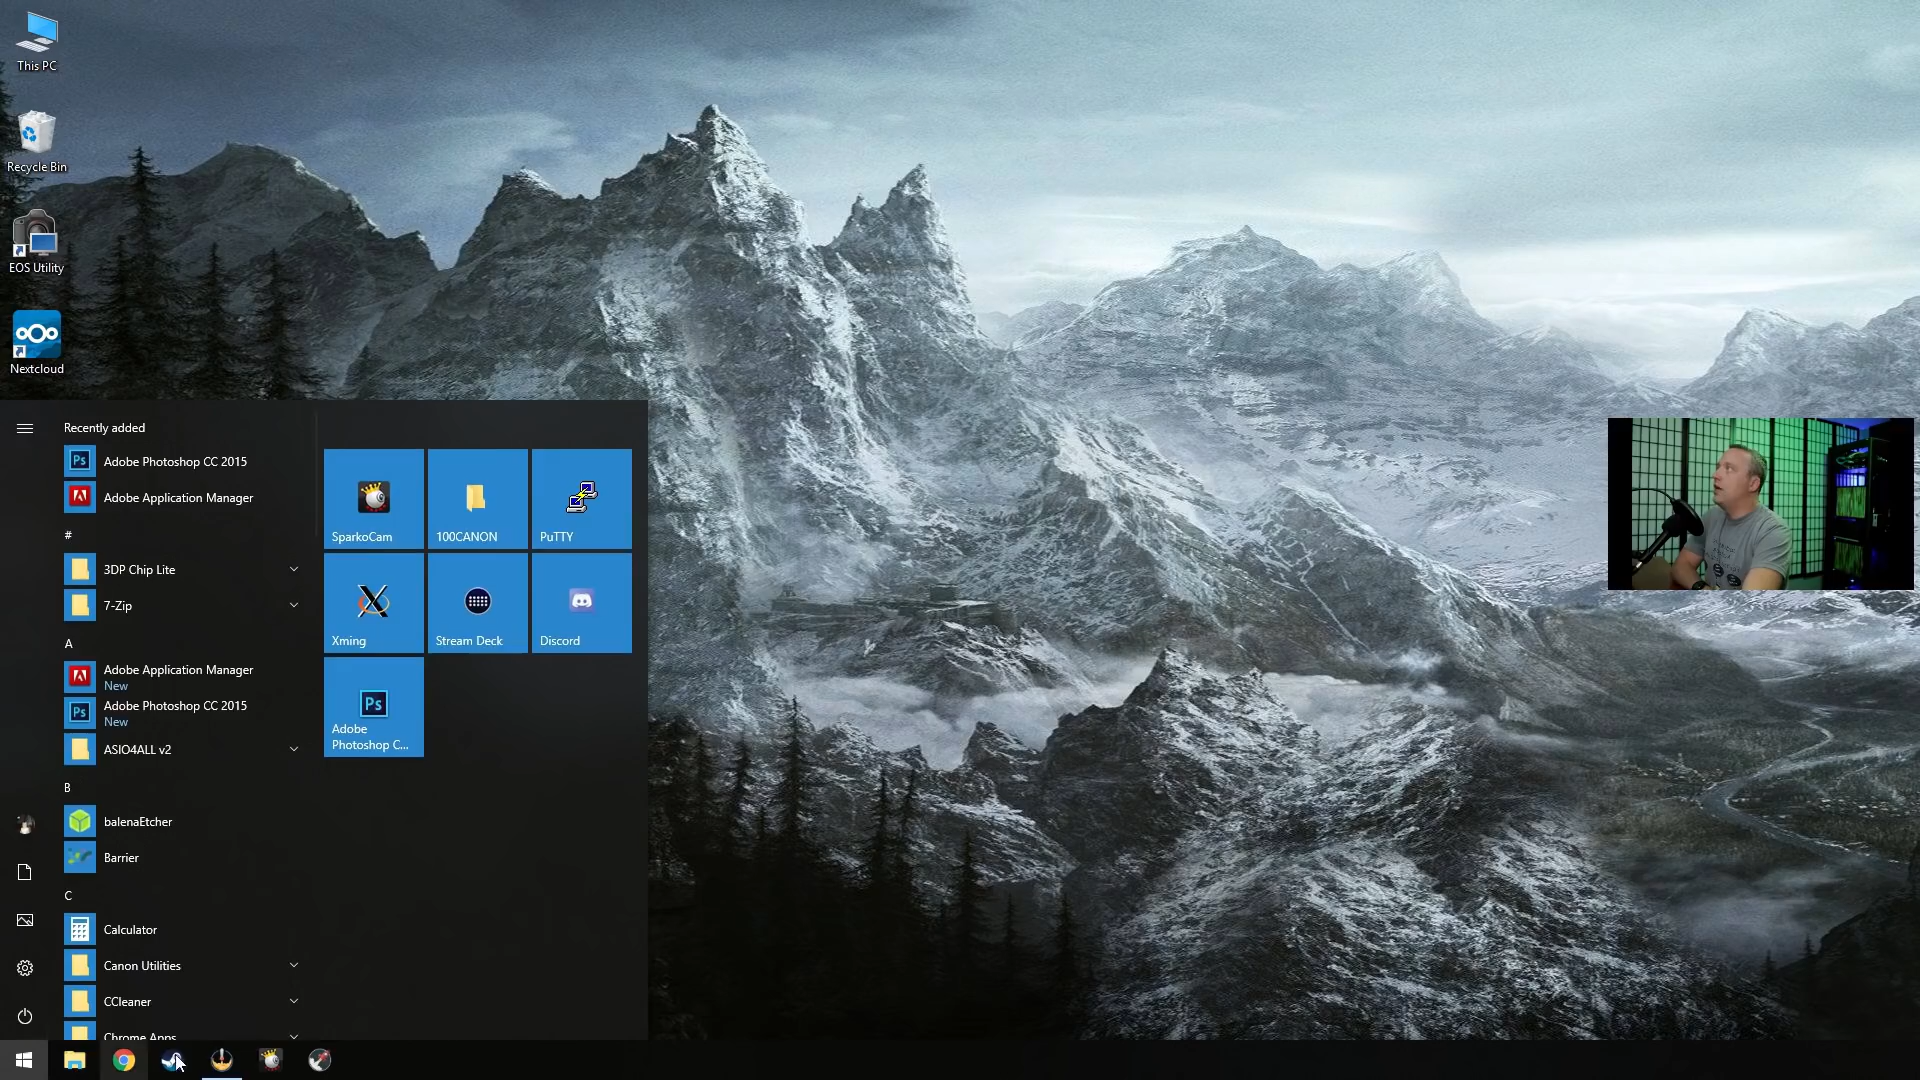 This PC
Recycle Bin
EOS Utility
Nextcloud
Recently added
Adobe Photoshop CC 2015
Adobe Application Manager
#
3DP Chip Lite
7-Zip
A
Adobe Application Manager
New
Adobe Photoshop CC 2015
New
ASIO4ALL v2
B
balenaEtcher
Barrier
C
Calculator
Canon Utilities
CCleaner
Chrome Apps
SparkoCam
100CANON
PuTTY
Xming
Stream Deck
Discord
Ps
Adobe
Photoshop C...